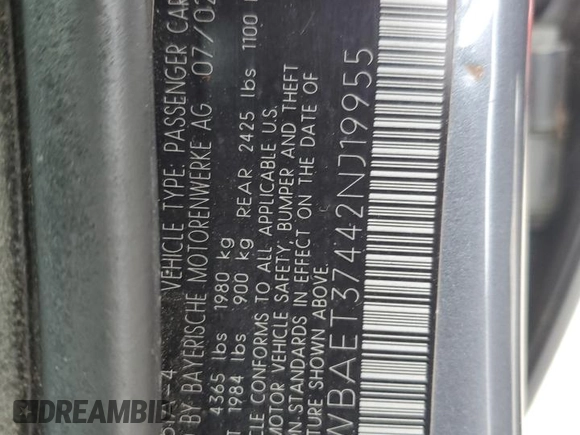 VEHICLE TYPE: PASSENGER CAR
BY BAYERISCHE MOTORENWERKE AG 07/02
4365 lbs 1980 kg
1984 lbs 900 kg REAR 2425 lbs 1100
CONFORMS TO ALL APPLICABLE U.S.
MOTOR VEHICLE SAFETY, BUMPER AND THEFT
STANDARDS IN EFFECT ON THE DATE OF
SHOWN ABOVE.
WBAET37442NJ19955
DREAMBID